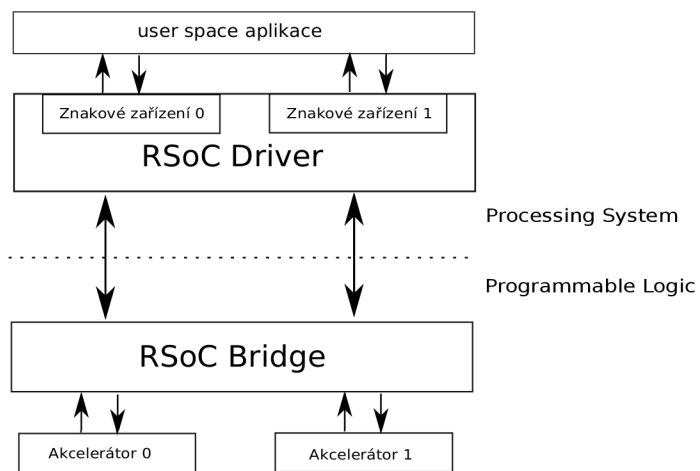 user space aplikace
Znakové zařízení 0
Znakové zařízení 1
RSoC Driver
Processing System
Programmable Logic
RSoC Bridge
Akcelerátor 0
Akcelerátor 1